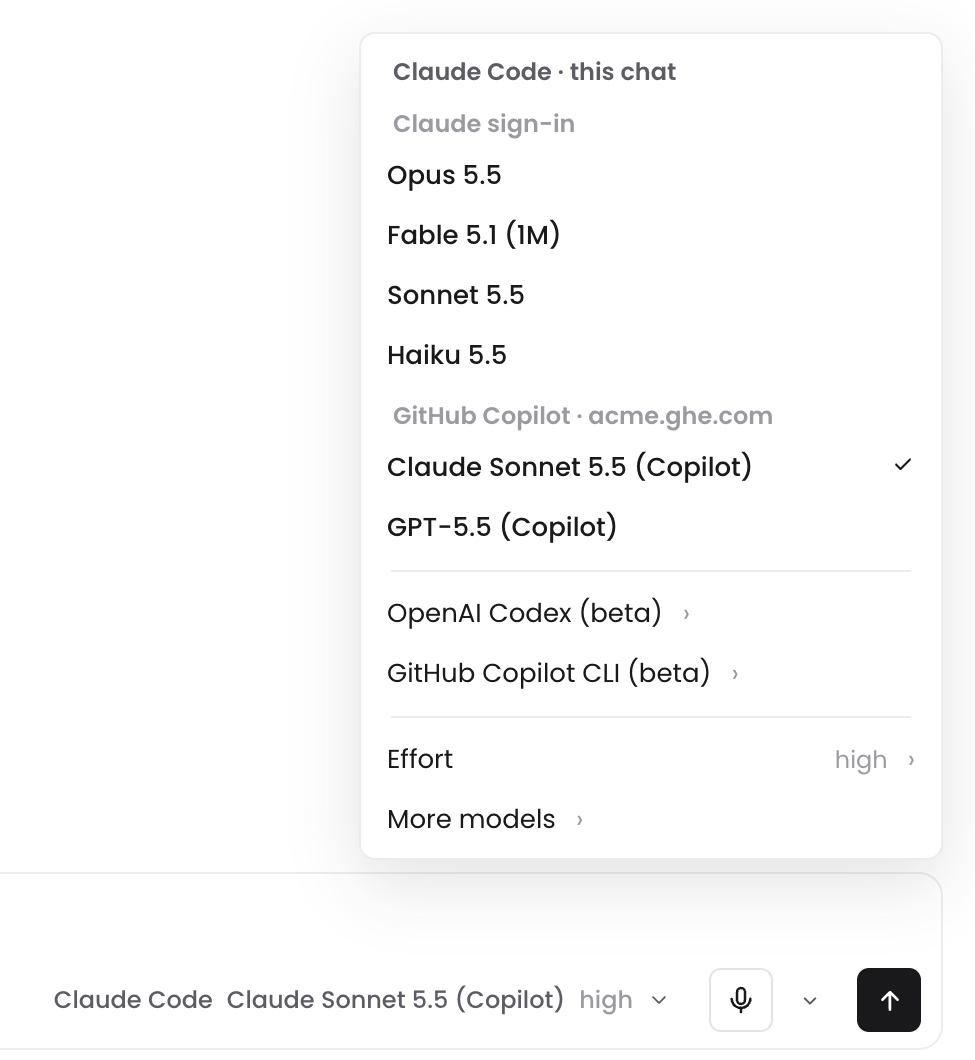 Claude Code · this chat
Claude sign-in
Opus 5.5
Fable 5.1 (1M)
Sonnet 5.5
Haiku 5.5
GitHub Copilot · acme.ghe.com
Claude Sonnet 5.5 (Copilot)
GPT-5.5 (Copilot)
OpenAI Codex (beta) ›
GitHub Copilot CLI (beta) ›
Effort high ›
More models ›
Claude Code Claude Sonnet 5.5 (Copilot) high